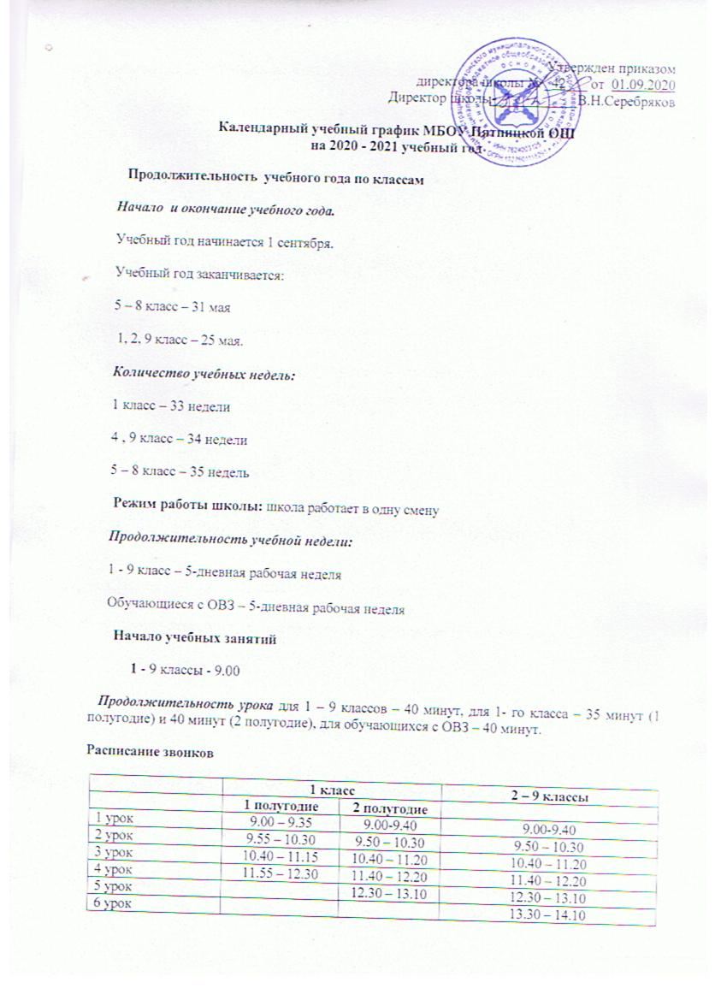 Утвержден приказом
директора школы № 42 от 01.09.2020
Директор школы В.Н.Серебряков
Календарный учебный график МБОУ Пятницкой ОШ
на 2020 - 2021 учебный год
Продолжительность учебного года по классам
Начало и окончание учебного года.
Учебный год начинается 1 сентября.
Учебный год заканчивается:
5 – 8 класс – 31 мая
1, 2, 9 класс – 25 мая.
Количество учебных недель:
1 класс – 33 недели
4 , 9 класс – 34 недели
5 – 8 класс – 35 недель
Режим работы школы: школа работает в одну смену
Продолжительность учебной недели:
1 - 9 класс – 5-дневная рабочая неделя
Обучающиеся с ОВЗ – 5-дневная рабочая неделя
Начало учебных занятий
1 - 9 классы - 9.00
Продолжительность урока для 1 – 9 классов – 40 минут, для 1- го класса – 35 минут (1
полугодие) и 40 минут (2 полугодие), для обучающихся с ОВЗ – 40 минут.
Расписание звонков
1 класс 2 – 9 классы
1 полугодие 2 полугодие
1 урок 9.00 – 9.35 9.00-9.40 9.00-9.40
2 урок 9.55 – 10.30 9.50 – 10.30 9.50 – 10.30
3 урок 10.40 – 11.15 10.40 – 11.20 10.40 – 11.20
4 урок 11.55 – 12.30 11.40 – 12.20 11.40 – 12.20
5 урок 12.30 – 13.10 12.30 – 13.10
6 урок 13.30 – 14.10